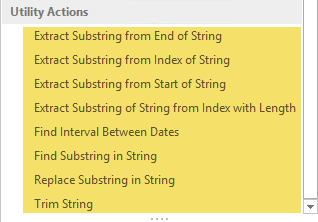 Utility Actions
Extract Substring from End of String
Extract Substring from Index of String
Extract Substring from Start of String
Extract Substring of String from Index with Length
Find Interval Between Dates
Find Substring in String
Replace Substring in String
Trim String